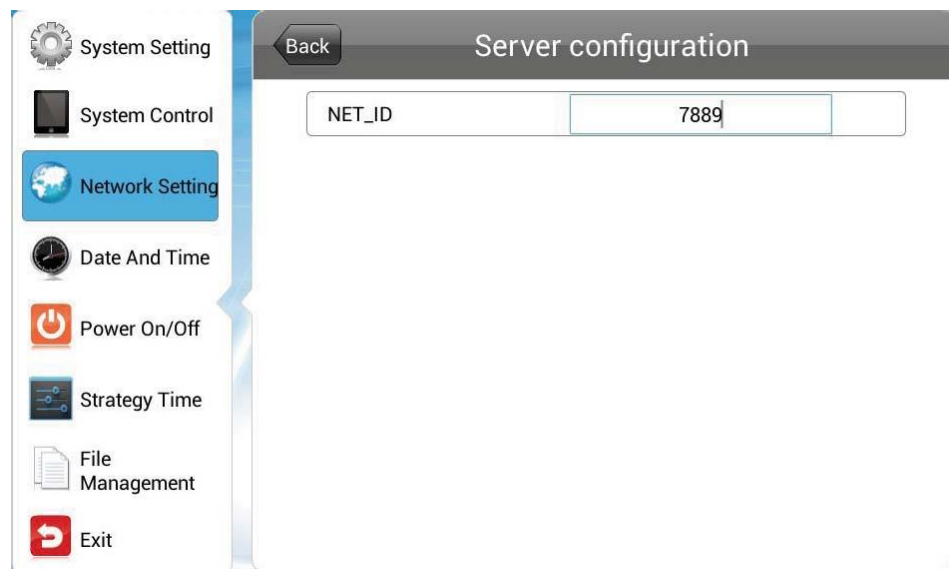 System Setting
System Control
Network Setting
Date And Time
Power On/Off
Strategy Time
File
Management
Exit
Back
Server configuration
NET_ID
7889